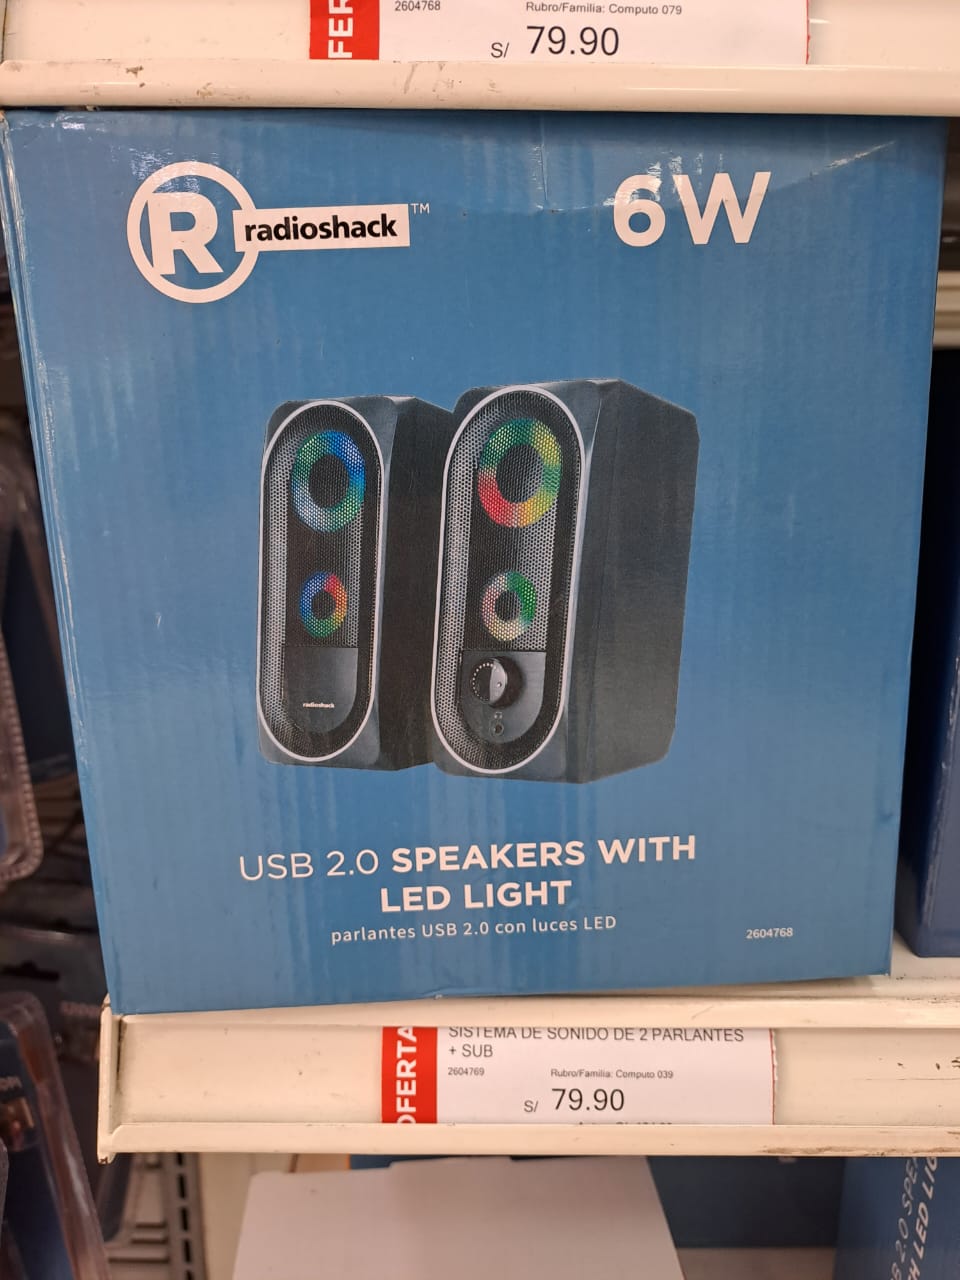 2604768
Rubro/Familia: Computo 079
S/ 79.90
R radioshack™
6W
radioshack
USB 2.0 SPEAKERS WITH
LED LIGHT
parlantes USB 2.0 con luces LED
2604768
OFERTA
SISTEMA DE SONIDO DE 2 PARLANTES
+ SUB
2604769
Rubro/Familia: Computo 039
S/ 79.90